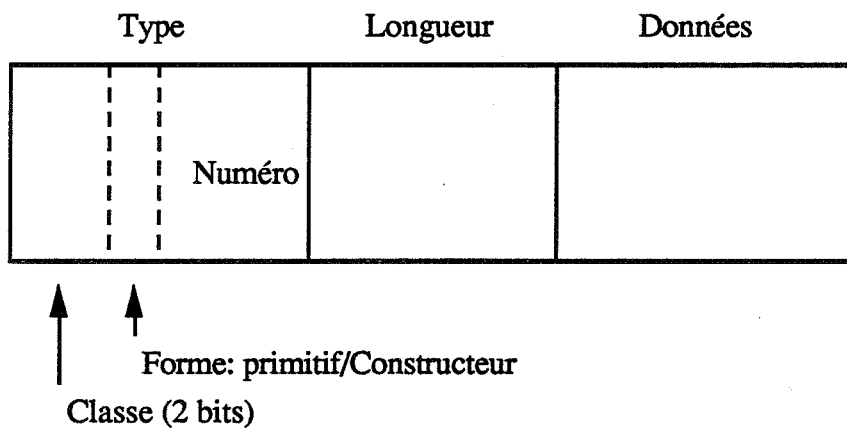 Type Longueur Données
Numéro
Forme: primitif/Constructeur
Classe (2 bits)